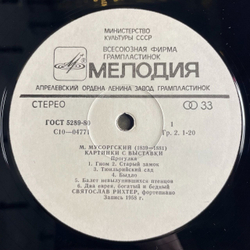 МИНИСТЕРСТВО
КУЛЬТУРЫ СССР
ВСЕСОЮЗНАЯ ФИРМА
ГРАМПЛАСТИНОК
МЕЛОДИЯ
АПРЕЛЕВСКИЙ ОРДЕНА ЛЕНИНА ЗАВОД ГРАМПЛАСТИНОК
СТЕРЕО
33
ГОСТ 5289-80
1
С10—04771
Гр. 2. 1-20
М. МУСОРГСКИЙ (1839—1881)
КАРТИНКИ С ВЫСТАВКИ
Прогулка
1. Гном 2. Старый замок
3. Тюильрийский сад
4. Быдло
5. Балет невылупившихся птенцов
6. Два еврея, богатый и бедный
СВЯТОСЛАВ РИХТЕР, фортепиано
Запись 1958 г.